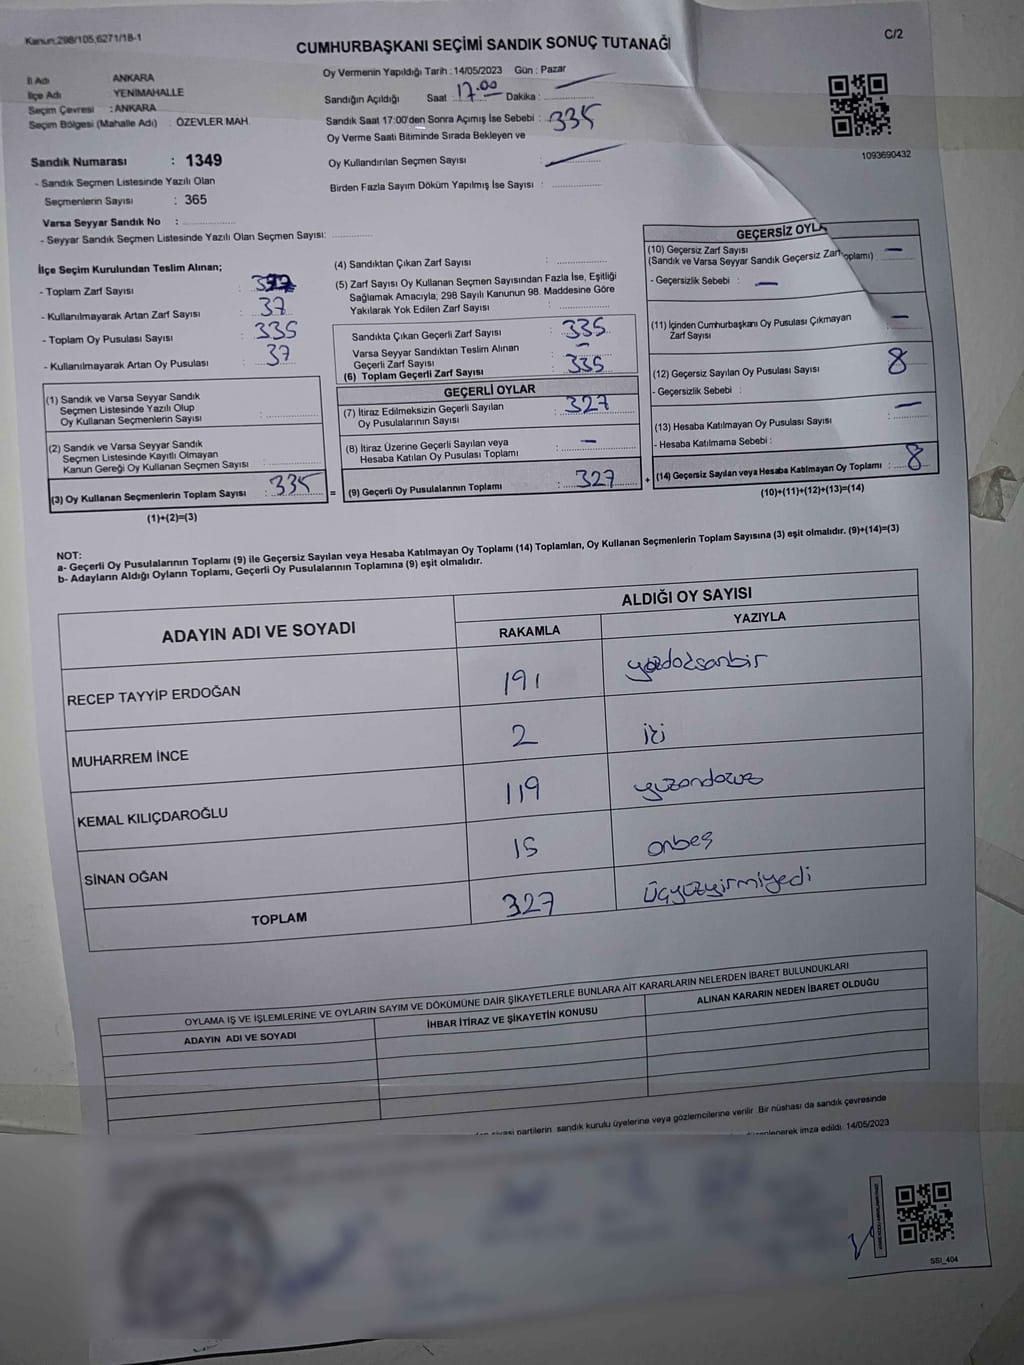 Kanun;298/105;6271/18-1
C/2
CUMHURBAŞKANI SEÇİMİ SANDIK SONUÇ TUTANAĞI
İl Adı ANKARA
İlçe Adı YENİMAHALLE
Seçim Çevresi : ANKARA
Seçim Bölgesi (Mahalle Adı) : ÖZEVLER MAH.
Sandık Numarası : 1349
- Sandık Seçmen Listesinde Yazılı Olan
Seçmenlerin Sayısı : 365
Varsa Seyyar Sandık No :
- Seyyar Sandık Seçmen Listesinde Yazılı Olan Seçmen Sayısı:
Oy Vermenin Yapıldığı Tarih : 14/05/2023 Gün : Pazar
Sandığın Açıldığı Saat : 17.00 Dakika :
Sandık Saat 17:00'den Sonra Açımış İse Sebebi : 335
Oy Verme Saati Bitiminde Sırada Bekleyen ve
Oy Kullandırılan Seçmen Sayısı :
Birden Fazla Sayım Döküm Yapılmış İse Sayısı :
1093690432
İlçe Seçim Kurulundan Teslim Alınan;
- Toplam Zarf Sayısı :
- Kullanılmayarak Artan Zarf Sayısı : 37
- Toplam Oy Pusulası Sayısı : 335
- Kullanılmayarak Artan Oy Pusulası : 37
(1) Sandık ve Varsa Seyyar Sandık
Seçmen Listesinde Yazılı Olup
Oy Kullanan Seçmenlerin Sayısı :
(2) Sandık ve Varsa Seyyar Sandık
Seçmen Listesinde Kayıtlı Olmayan
Kanun Gereği Oy Kullanan Seçmen Sayısı :
(3) Oy Kullanan Seçmenlerin Toplam Sayısı : 335 =
(1)+(2)=(3)
(4) Sandıktan Çıkan Zarf Sayısı :
(5) Zarf Sayısı Oy Kullanan Seçmen Sayısından Fazla İse, Eşitliği
Sağlamak Amacıyla; 298 Sayılı Kanunun 98. Maddesine Göre
Yakılarak Yok Edilen Zarf Sayısı :
Sandıkta Çıkan Geçerli Zarf Sayısı : 335
Varsa Seyyar Sandıktan Teslim Alınan
Geçerli Zarf Sayısı : -
(6) Toplam Geçerli Zarf Sayısı : 335
GEÇERLİ OYLAR
(7) İtiraz Edilmeksizin Geçerli Sayılan
Oy Pusulalarının Sayısı : 327
(8) İtiraz Üzerine Geçerli Sayılan veya
Hesaba Katılan Oy Pusulası Toplamı : -
(9) Geçerli Oy Pusulalarının Toplamı : 327 +
GEÇERSİZ OYLA
(10) Geçersiz Zarf Sayısı -
(Sandık ve Varsa Seyyar Sandık Geçersiz Zarf oplamı)
- Geçersizlik Sebebi : -
(11) İçinden Cumhurbaşkanı Oy Pusulası Çıkmayan
Zarf Sayısı : -
(12) Geçersiz Sayılan Oy Pusulası Sayısı : 8
- Geçersizlik Sebebi :
(13) Hesaba Katılmayan Oy Pusulası Sayısı : -
- Hesaba Katılmama Sebebi :
(14) Geçersiz Sayılan veya Hesaba Katılmayan Oy Toplamı : 8
(10)+(11)+(12)+(13)=(14)
NOT:
a- Geçerli Oy Pusulalarının Toplamı (9) ile Geçersiz Sayılan veya Hesaba Katılmayan Oy Toplamı (14) Toplamları, Oy Kullanan Seçmenlerin Toplam Sayısına (3) eşit olmalıdır. (9)+(14)=(3)
b- Adayların Aldığı Oyların Toplamı, Geçerli Oy Pusulalarının Toplamına (9) eşit olmalıdır.
ADAYIN ADI VE SOYADI
ALDIĞI OY SAYISI
RAKAMLA YAZIYLA
RECEP TAYYİP ERDOĞAN 191 yüzdoksanbir
MUHARREM İNCE 2 iki
KEMAL KILIÇDAROĞLU 119 yüzondokuz
SİNAN OĞAN 15 onbeş
TOPLAM 327 üçyüzyirmiyedi
OYLAMA İŞ VE İŞLEMLERİNE VE OYLARIN SAYIM VE DÖKÜMÜNE DAİR ŞİKAYETLERLE BUNLARA AİT KARARLARIN NELERDEN İBARET BULUNDUKLARI
ADAYIN ADI VE SOYADI İHBAR İTİRAZ VE ŞİKAYETİN KONUSU ALINAN KARARIN NEDEN İBARET OLDUĞU
siyasi partilerin sandık kurulu üyelerine veya gözlemcilerine verilir. Bir nüshası da sandık çevresinde
düzenlenerek imza edildi. 14/05/2023
SSI_404